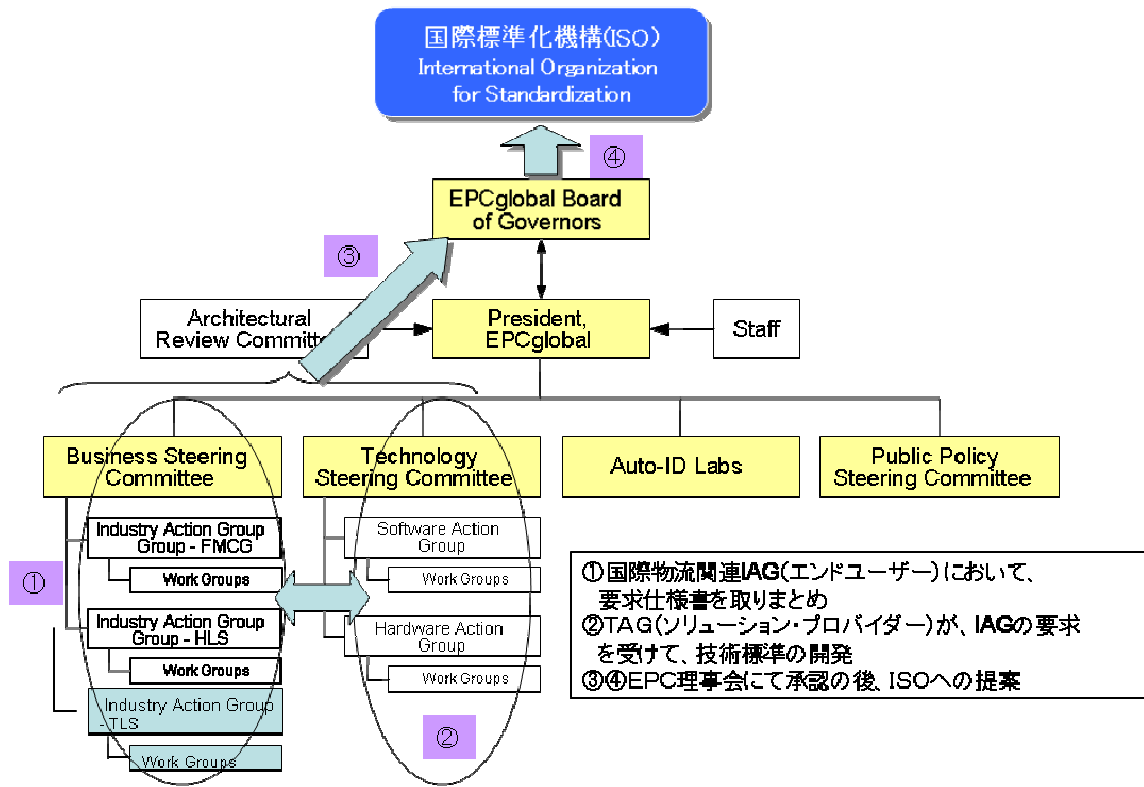 国際標準化機構(ISO)
International Organization
for Standardization
④
EPCglobal Board
of Governors
③
Architectural
Review Committe
President,
EPCglobal
Staff
Business Steering
Committee
Technology
Steering Committee
Auto-ID Labs
Public Policy
Steering Committee
①
Industry Action Group
Group - FMCG
Work Groups
Industry Action Group
Group - HLS
Work Groups
Industry Action Group
- TLS
Work Groups
Software Action
Group
Work Groups
Hardware Action
Group
Work Groups
②
①国際物流関連IAG(エンドユーザー)において、
要求仕様書を取りまとめ
②TAG(ソリューション・プロバイダー)が、IAGの要求
を受けて、技術標準の開発
③④EPC理事会にて承認の後、ISOへの提案